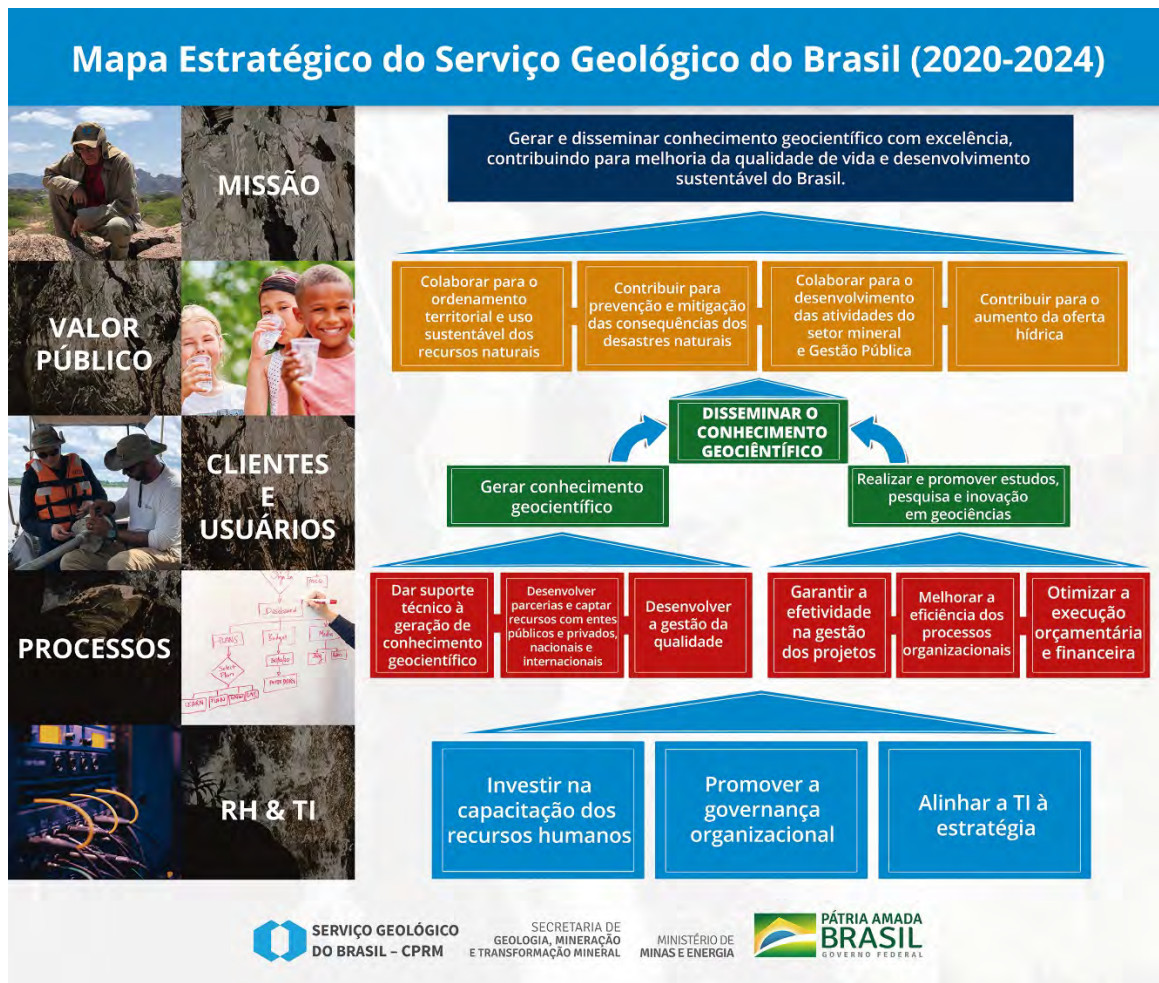 Mapa Estratégico do Serviço Geológico do Brasil (2020-2024)
MISSÃO
Gerar e disseminar conhecimento geocientífico com excelência,
contribuindo para melhoria da qualidade de vida e desenvolvimento
sustentável do Brasil.
VALOR
PÚBLICO
Colaborar para o
ordenamento
territorial e uso
sustentável dos
recursos naturais
Contribuir para
prevenção e mitigação
das consequências dos
desastres naturais
Colaborar para o
desenvolvimento
das atividades do
setor mineral
e Gestão Pública
Contribuir para o
aumento da oferta
hídrica
CLIENTES
E
USUÁRIOS
DISSEMINAR O
CONHECIMENTO
GEOCIÊNTÍFICO
Gerar conhecimento
geocientífico
Realizar e promover estudos,
pesquisa e inovação
em geociências
PROCESSOS
Dashboard
PLANS
Budget
Select
Plan
Dar suporte
técnico à
geração de
conhecimento
geocientífico
Desenvolver
parcerias e captar
recursos com entes
públicos e privados,
nacionais e
internacionais
Desenvolver
a gestão da
qualidade
Garantir a
efetividade
na gestão
dos projetos
Melhorar a
eficiência dos
processos
organizacionais
Otimizar a
execução
orçamentária
e financeira
RH & TI
Investir na
capacitação dos
recursos humanos
Promover a
governança
organizacional
Alinhar a TI à
estratégia
SERVIÇO GEOLÓGICO
DO BRASIL – CPRM
SECRETARIA DE
GEOLOGIA, MINERAÇÃO
E TRANSFORMAÇÃO MINERAL
MINISTÉRIO DE
MINAS E ENERGIA
PÁTRIA AMADA
BRASIL
GOVERNO FEDERAL